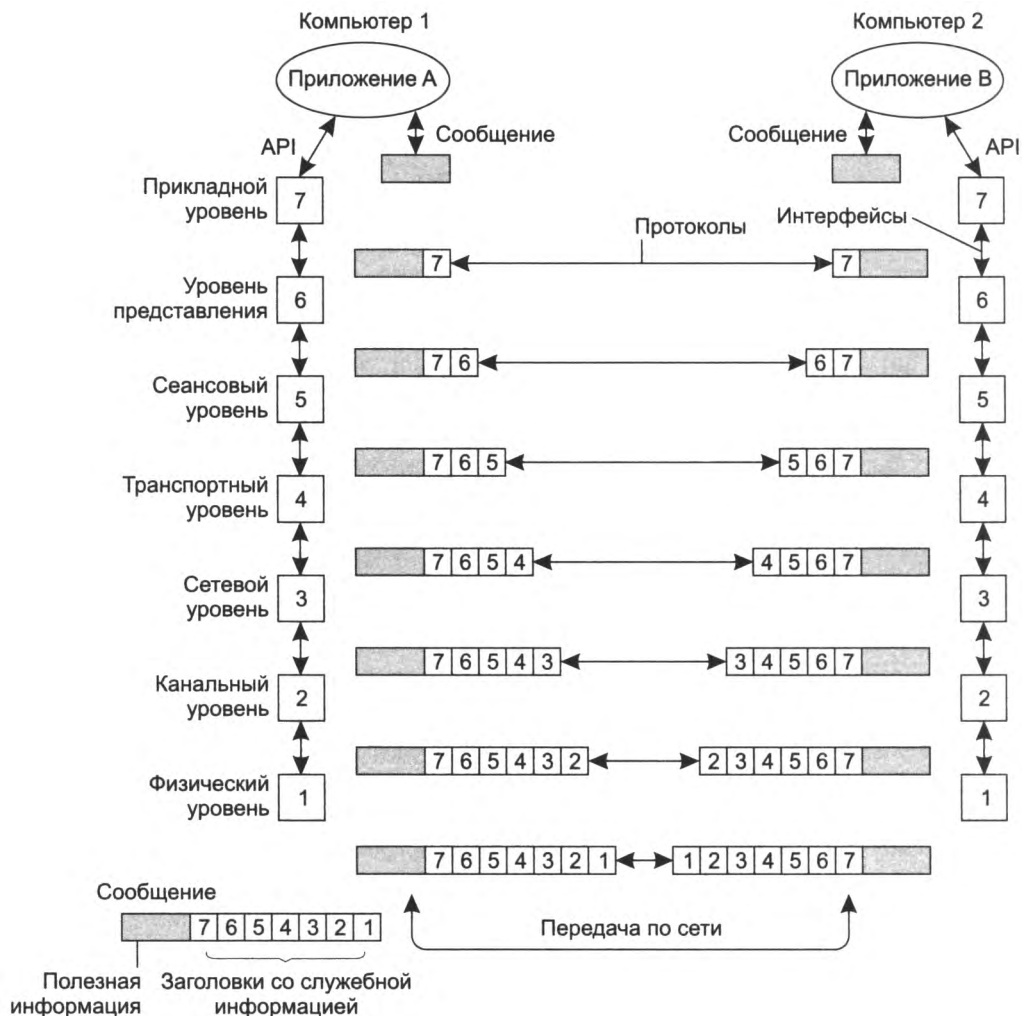 Компьютер 1
Компьютер 2
Приложение A
Приложение B
API
Сообщение
Сообщение
API
Прикладной
уровень
7
7
Протоколы
Интерфейсы
7
7
Уровень
представления
6
6
7 6
6 7
Сеансовый
уровень
5
5
7 6 5
5 6 7
Транспортный
уровень
4
4
7 6 5 4
4 5 6 7
Сетевой
уровень
3
3
7 6 5 4 3
3 4 5 6 7
Канальный
уровень
2
2
7 6 5 4 3 2
2 3 4 5 6 7
Физический
уровень
1
1
7 6 5 4 3 2 1
1 2 3 4 5 6 7
Сообщение
7 6 5 4 3 2 1
Передача по сети
Полезная
информация
Заголовки со служебной
информацией